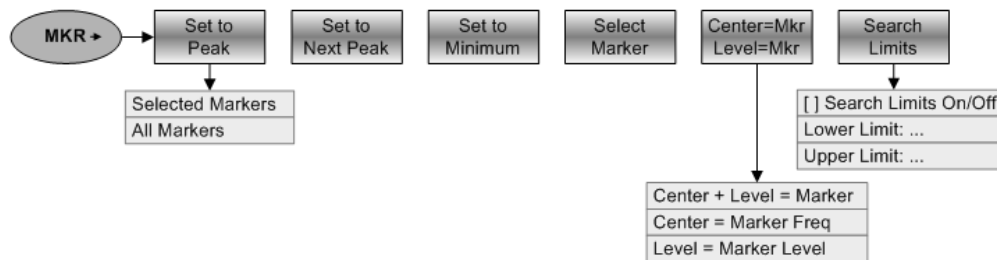 MKR →
Set to
Peak
Set to
Next Peak
Set to
Minimum
Select
Marker
Center=Mkr
Level=Mkr
Search
Limits
Selected Markers
All Markers
[ ] Search Limits On/Off
Lower Limit: ...
Upper Limit: ...
Center + Level = Marker
Center = Marker Freq
Level = Marker Level